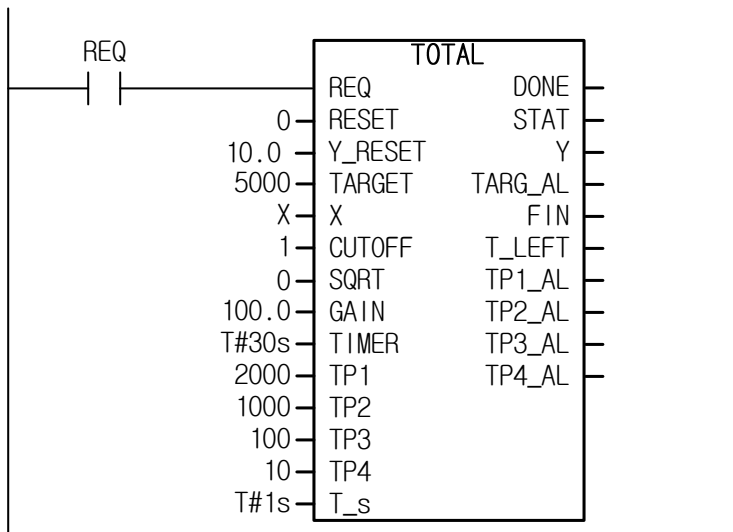 REQ
TOTAL
REQ DONE
0 RESET STAT
10.0 Y_RESET Y
5000 TARGET TARG_AL
X X FIN
1 CUTOFF T_LEFT
0 SQRT TP1_AL
100.0 GAIN TP2_AL
T#30s TIMER TP3_AL
2000 TP1 TP4_AL
1000 TP2
100 TP3
10 TP4
T#1s T_s